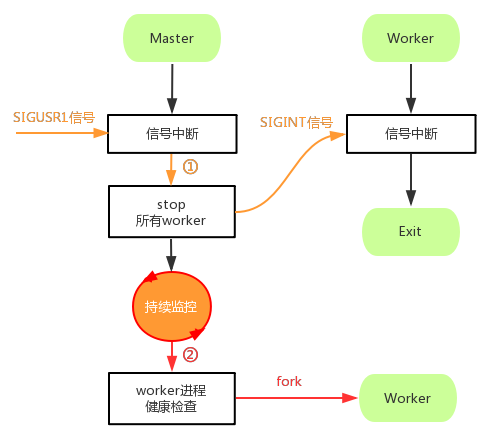 Master
Worker
SIGUSR1信号
SIGINT信号
信号中断
信号中断
①
stop
所有worker
Exit
持续监控
②
worker进程
健康检查
fork
Worker